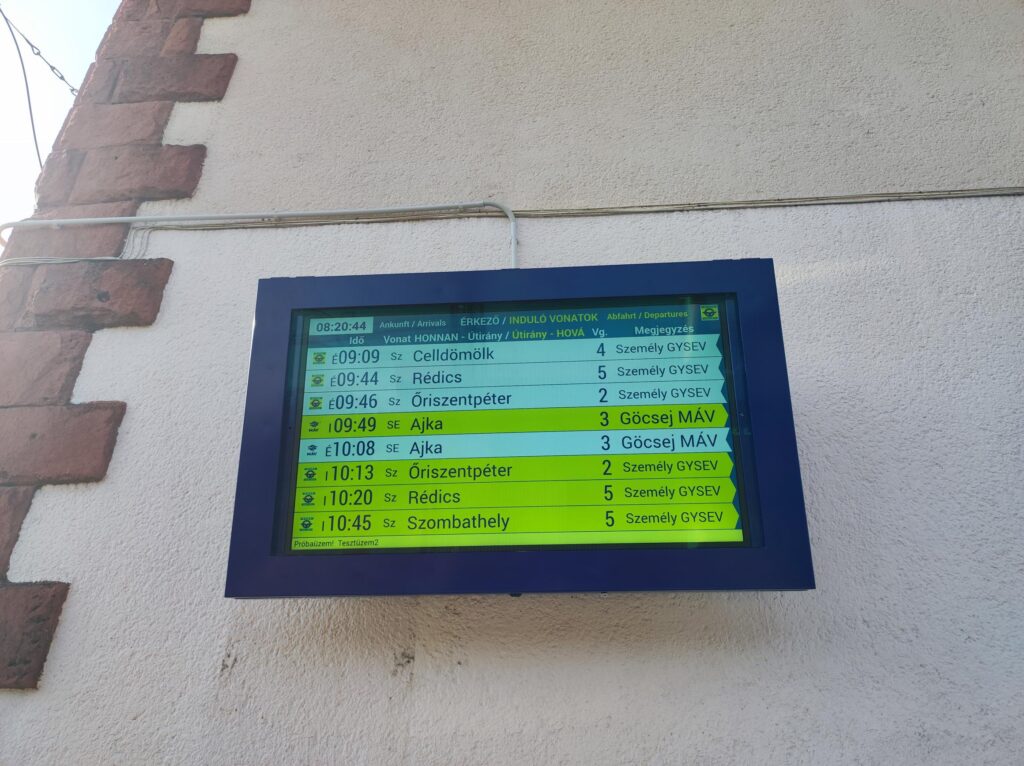 08:20:44 Ankunft / Arrivals ÉRKEZŐ / INDULÓ VONATOK Abfahrt / Departures
Idő Vonat HONNAN - Útirány / Útirány - HOVÁ Vg. Megjegyzés
É09:09 Sz Celldömölk 4 Személy GYSEV
É09:44 Sz Rédics 5 Személy GYSEV
É09:46 Sz Őriszentpéter 2 Személy GYSEV
MÁV I09:49 SE Ajka 3 Göcsej MÁV
MÁV É10:08 SE Ajka 3 Göcsej MÁV
I10:13 Sz Őriszentpéter 2 Személy GYSEV
I10:20 Sz Rédics 5 Személy GYSEV
I10:45 Sz Szombathely 5 Személy GYSEV
Próbaüzem! Tesztüzem2